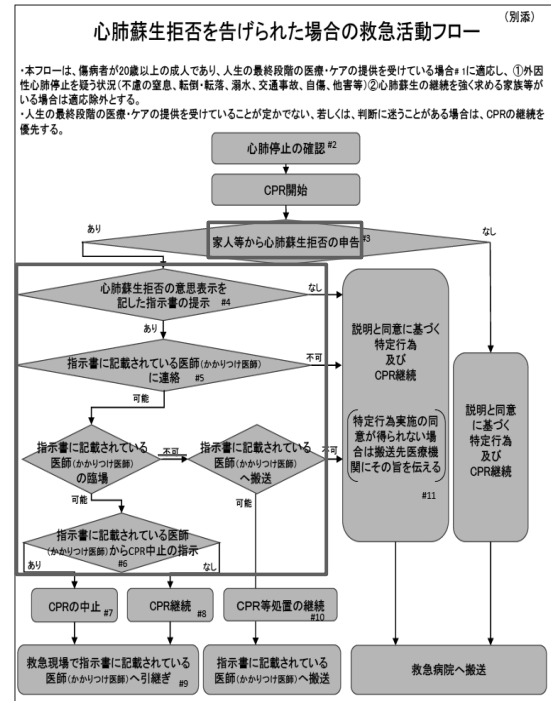 (別添)
心肺蘇生拒否を告げられた場合の救急活動フロー
・本フローは、傷病者が20歳以上の成人であり、人生の最終段階の医療・ケアの提供を受けている場合#1に適応し、①外因
性心肺停止を疑う状況(不慮の窒息、転倒・転落、溺水、交通事故、自傷、他害等)②心肺蘇生の継続を強く求める家族等が
いる場合は適応除外とする。
・人生の最終段階の医療・ケアの提供を受けていることが定かでない、若しくは、判断に迷うことがある場合は、CPRの継続を
優先する。
心肺停止の確認 #2
CPR開始
あり
家人等から心肺蘇生拒否の申告 #3
なし
心肺蘇生拒否の意思表示を
記した指示書の提示 #4
なし
あり
指示書に記載されている医師(かかりつけ医師)
に連絡 #5
不可
可能
指示書に記載されている
医師(かかりつけ医師)
の臨場
不可
指示書に記載されている
医師(かかりつけ医師)
へ搬送
不可
可能
可能
指示書に記載されている医師
(かかりつけ医師)からCPR中止の指示
#6
あり
なし
説明と同意に基づく
特定行為
及び
CPR継続
特定行為実施の同
意が得られない場
合は搬送先医療機
関にその旨を伝える
#11
説明と同意
に基づく
特定行為
及び
CPR継続
CPRの中止 #7
CPR継続 #8
CPR等処置の継続 #10
救急現場で指示書に記載されている
医師(かかりつけ医師)へ引継ぎ #9
指示書に記載されている
医師(かかりつけ医師)へ搬送
救急病院へ搬送